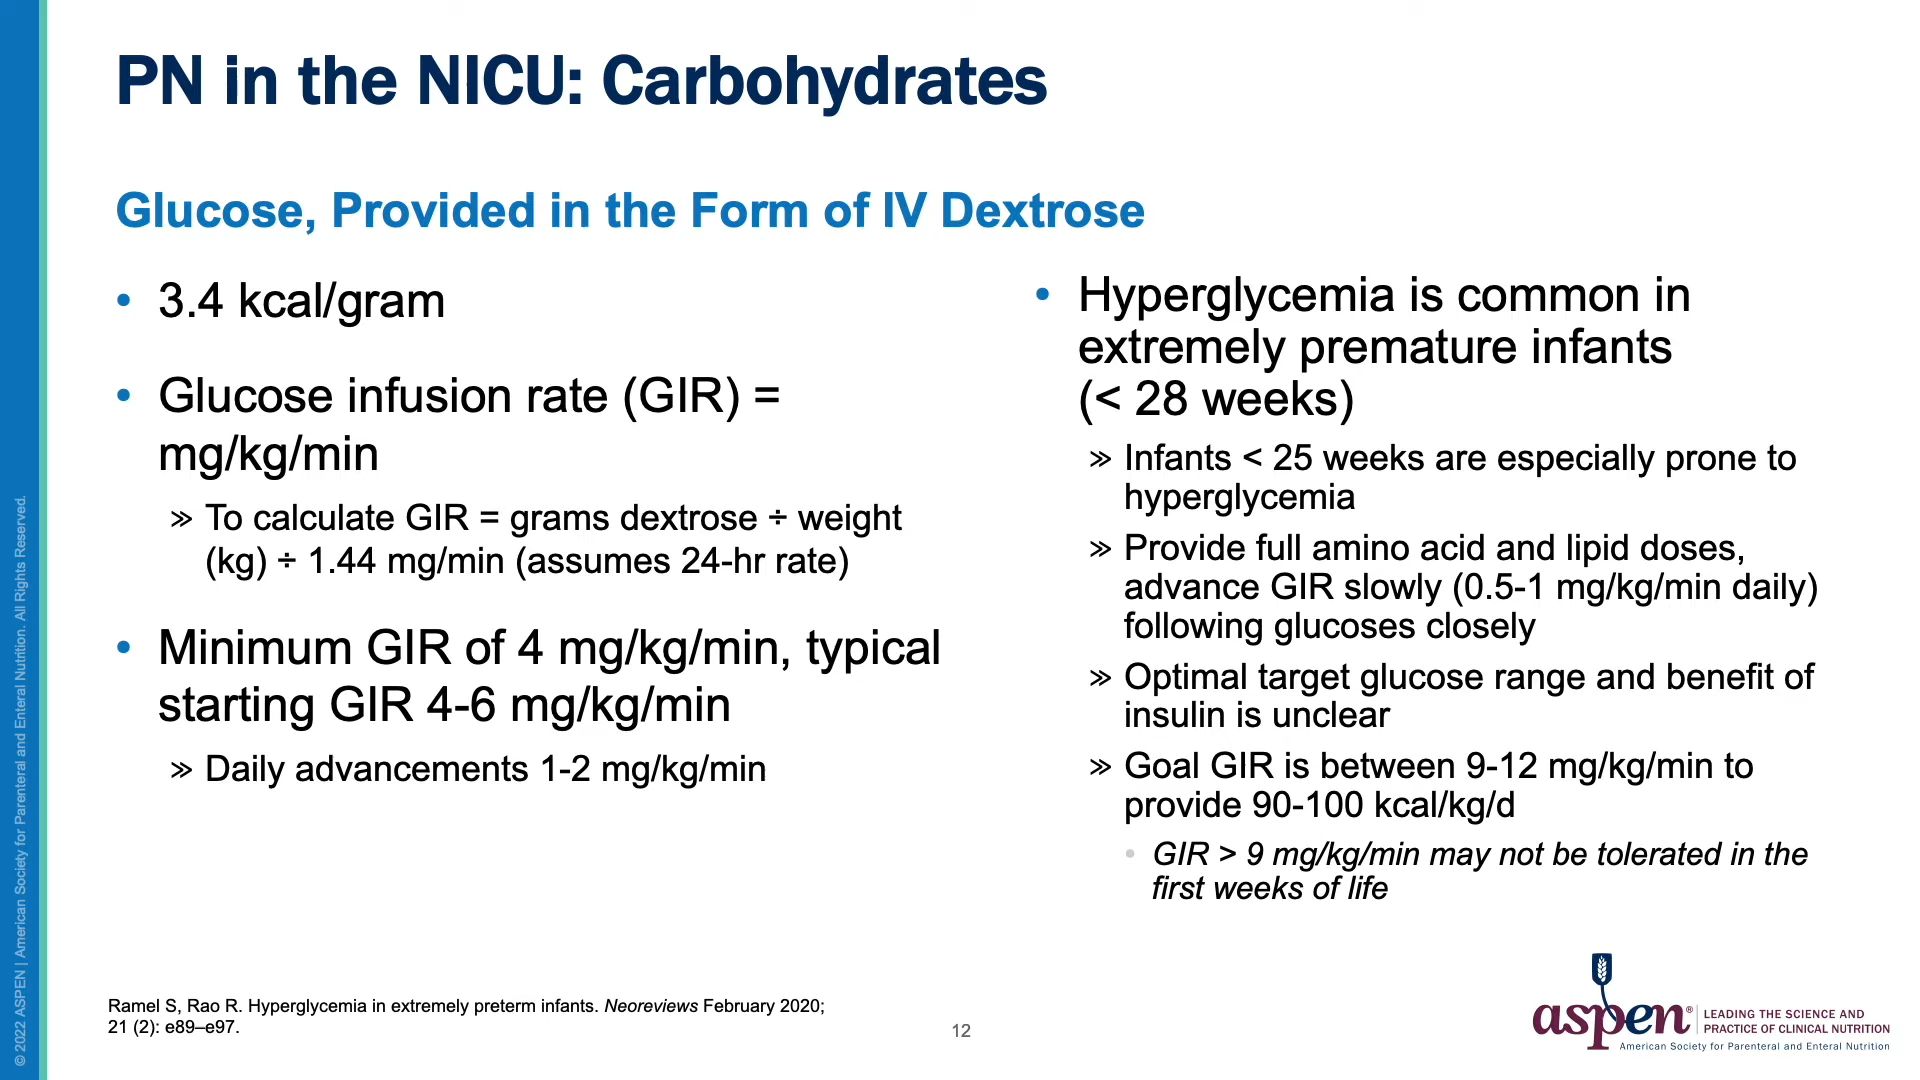 PN in the NICU: Carbohydrates
Glucose, Provided in the Form of IV Dextrose
• 3.4 kcal/gram
• Glucose infusion rate (GIR) =
mg/kg/min
» To calculate GIR = grams dextrose ÷ weight
(kg) ÷ 1.44 mg/min (assumes 24-hr rate)
• Minimum GIR of 4 mg/kg/min, typical
starting GIR 4-6 mg/kg/min
» Daily advancements 1-2 mg/kg/min
• Hyperglycemia is common in
extremely premature infants
(< 28 weeks)
» Infants < 25 weeks are especially prone to
hyperglycemia
» Provide full amino acid and lipid doses,
advance GIR slowly (0.5-1 mg/kg/min daily)
following glucoses closely
» Optimal target glucose range and benefit of
insulin is unclear
» Goal GIR is between 9-12 mg/kg/min to
provide 90-100 kcal/kg/d
• GIR > 9 mg/kg/min may not be tolerated in the
first weeks of life
Ramel S, Rao R. Hyperglycemia in extremely preterm infants. Neoreviews February 2020;
21 (2): e89–e97.
12
aspen®
LEADING THE SCIENCE AND
PRACTICE OF CLINICAL NUTRITION
American Society for Parenteral and Enteral Nutrition
© 2022 ASPEN | American Society for Parenteral and Enteral Nutrition. All Rights Reserved.